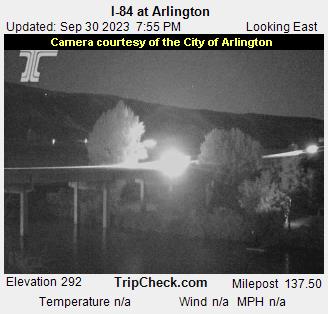 I-84 at Arlington
Updated: Sep 30 2023 7:55 PM Looking East
Camera courtesy of the City of Arlington
Elevation 292 TripCheck.com Milepost 137.50
Temperature n/a Wind n/a MPH n/a